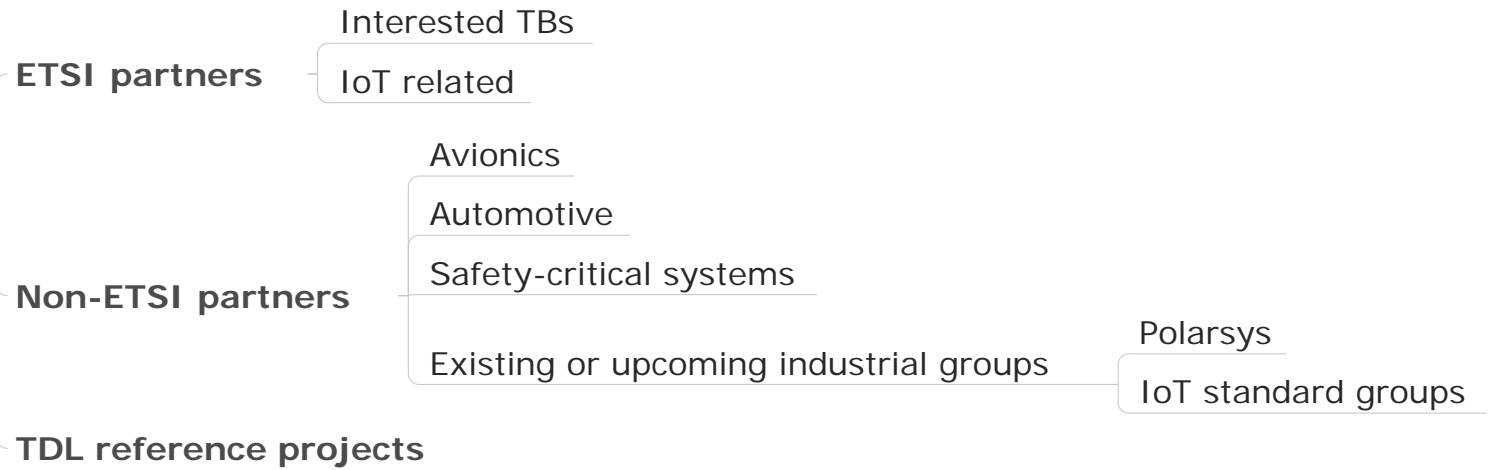 Interested TBs
ETSI partners
IoT related
Avionics
Automotive
Safety-critical systems
Non-ETSI partners
Polarsys
Existing or upcoming industrial groups
IoT standard groups
TDL reference projects